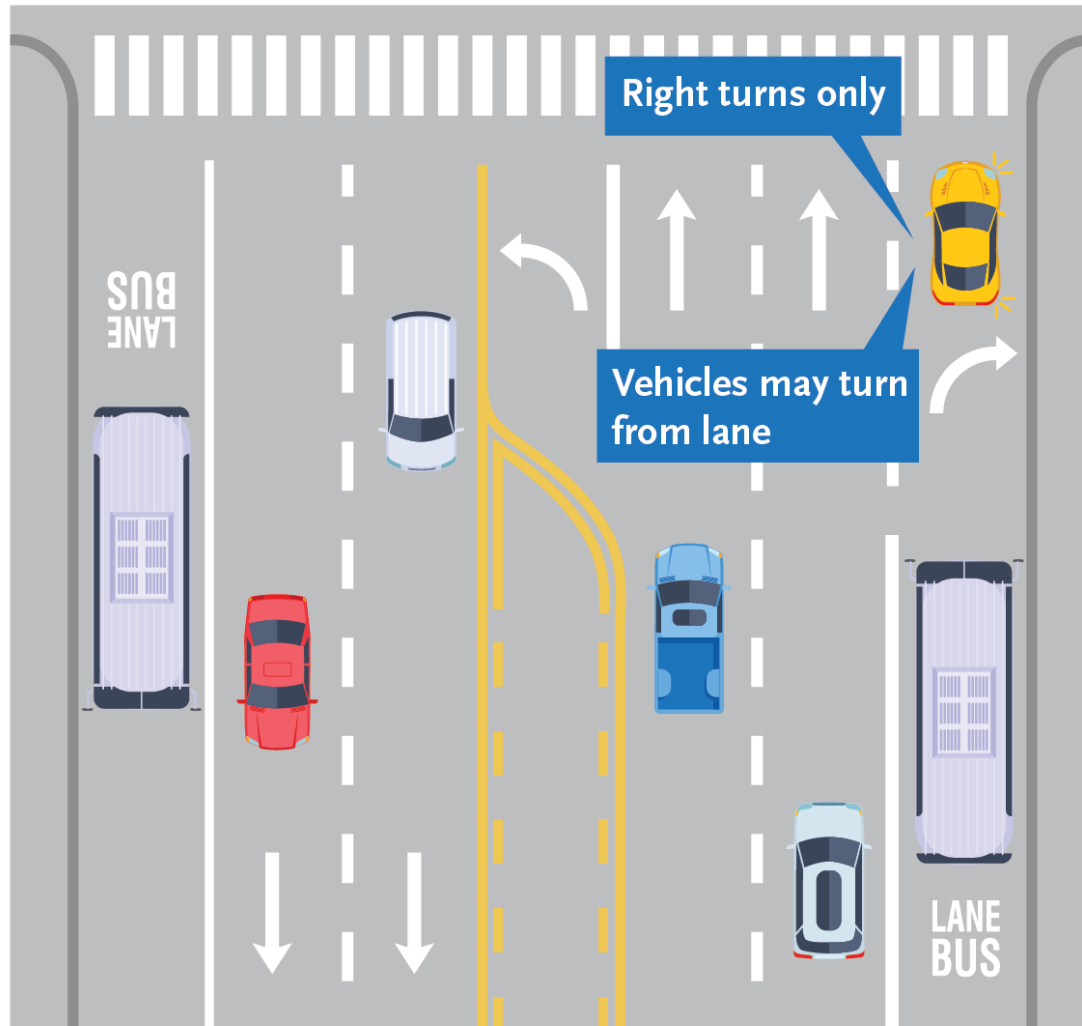 Right turns only
LANE
BUS
Vehicles may turn
from lane
LANE
BUS